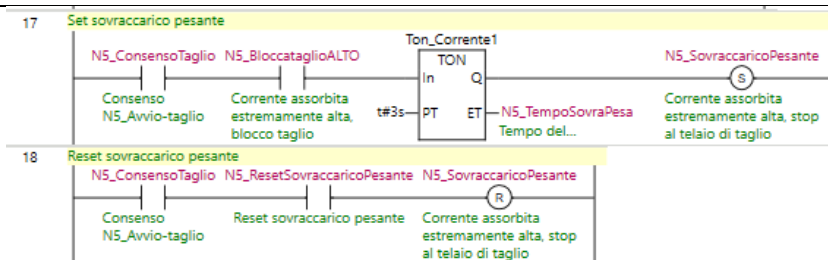 17 Set sovraccarico pesante
Ton_Corrente1
N5_ConsensoTaglio N5_BloccataglioALTO TON N5_SovraccaricoPesante
In Q S
Consenso Corrente assorbita Corrente assorbita
N5_Avvio-taglio estremamente alta, t#3s PT ET N5_TempoSovraPesa estremamente alta, stop
blocco taglio Tempo del... al telaio di taglio
18 Reset sovraccarico pesante
N5_ConsensoTaglio N5_ResetSovraccaricoPesante N5_SovraccaricoPesante
R
Consenso Reset sovraccarico pesante Corrente assorbita
N5_Avvio-taglio estremamente alta, stop
al telaio di taglio